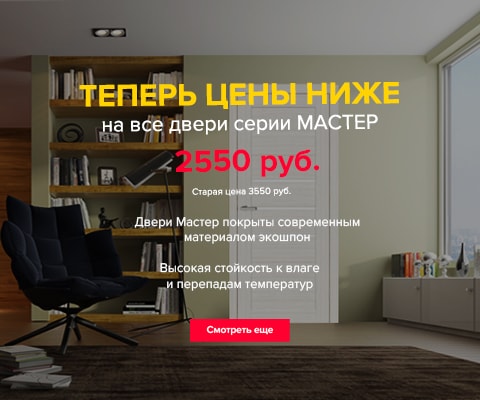 ТЕПЕРЬ ЦЕНЫ НИЖЕ
на все двери серии МАСТЕР
2550 руб.
Старая цена 3550 руб.
Двери Мастер покрыты современным
материалом экошпон
Высокая стойкость к влаге
и перепадам температур
Смотреть еще